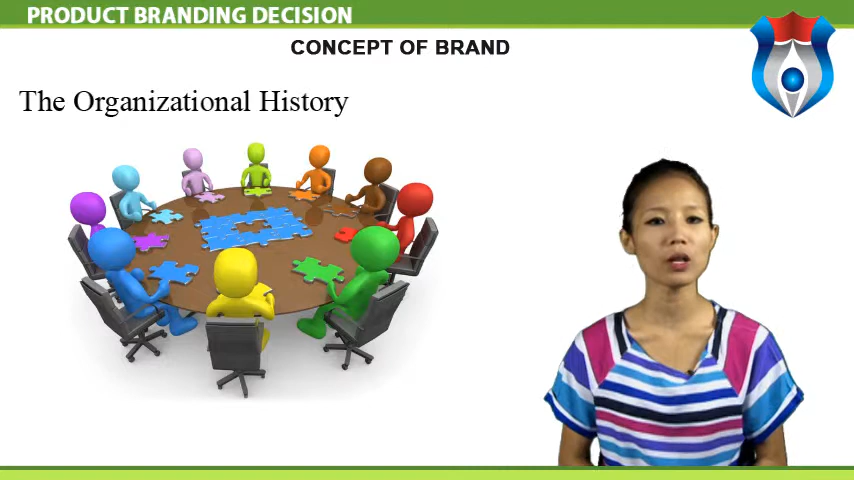 PRODUCT BRANDING DECISION
CONCEPT OF BRAND
The Organizational History